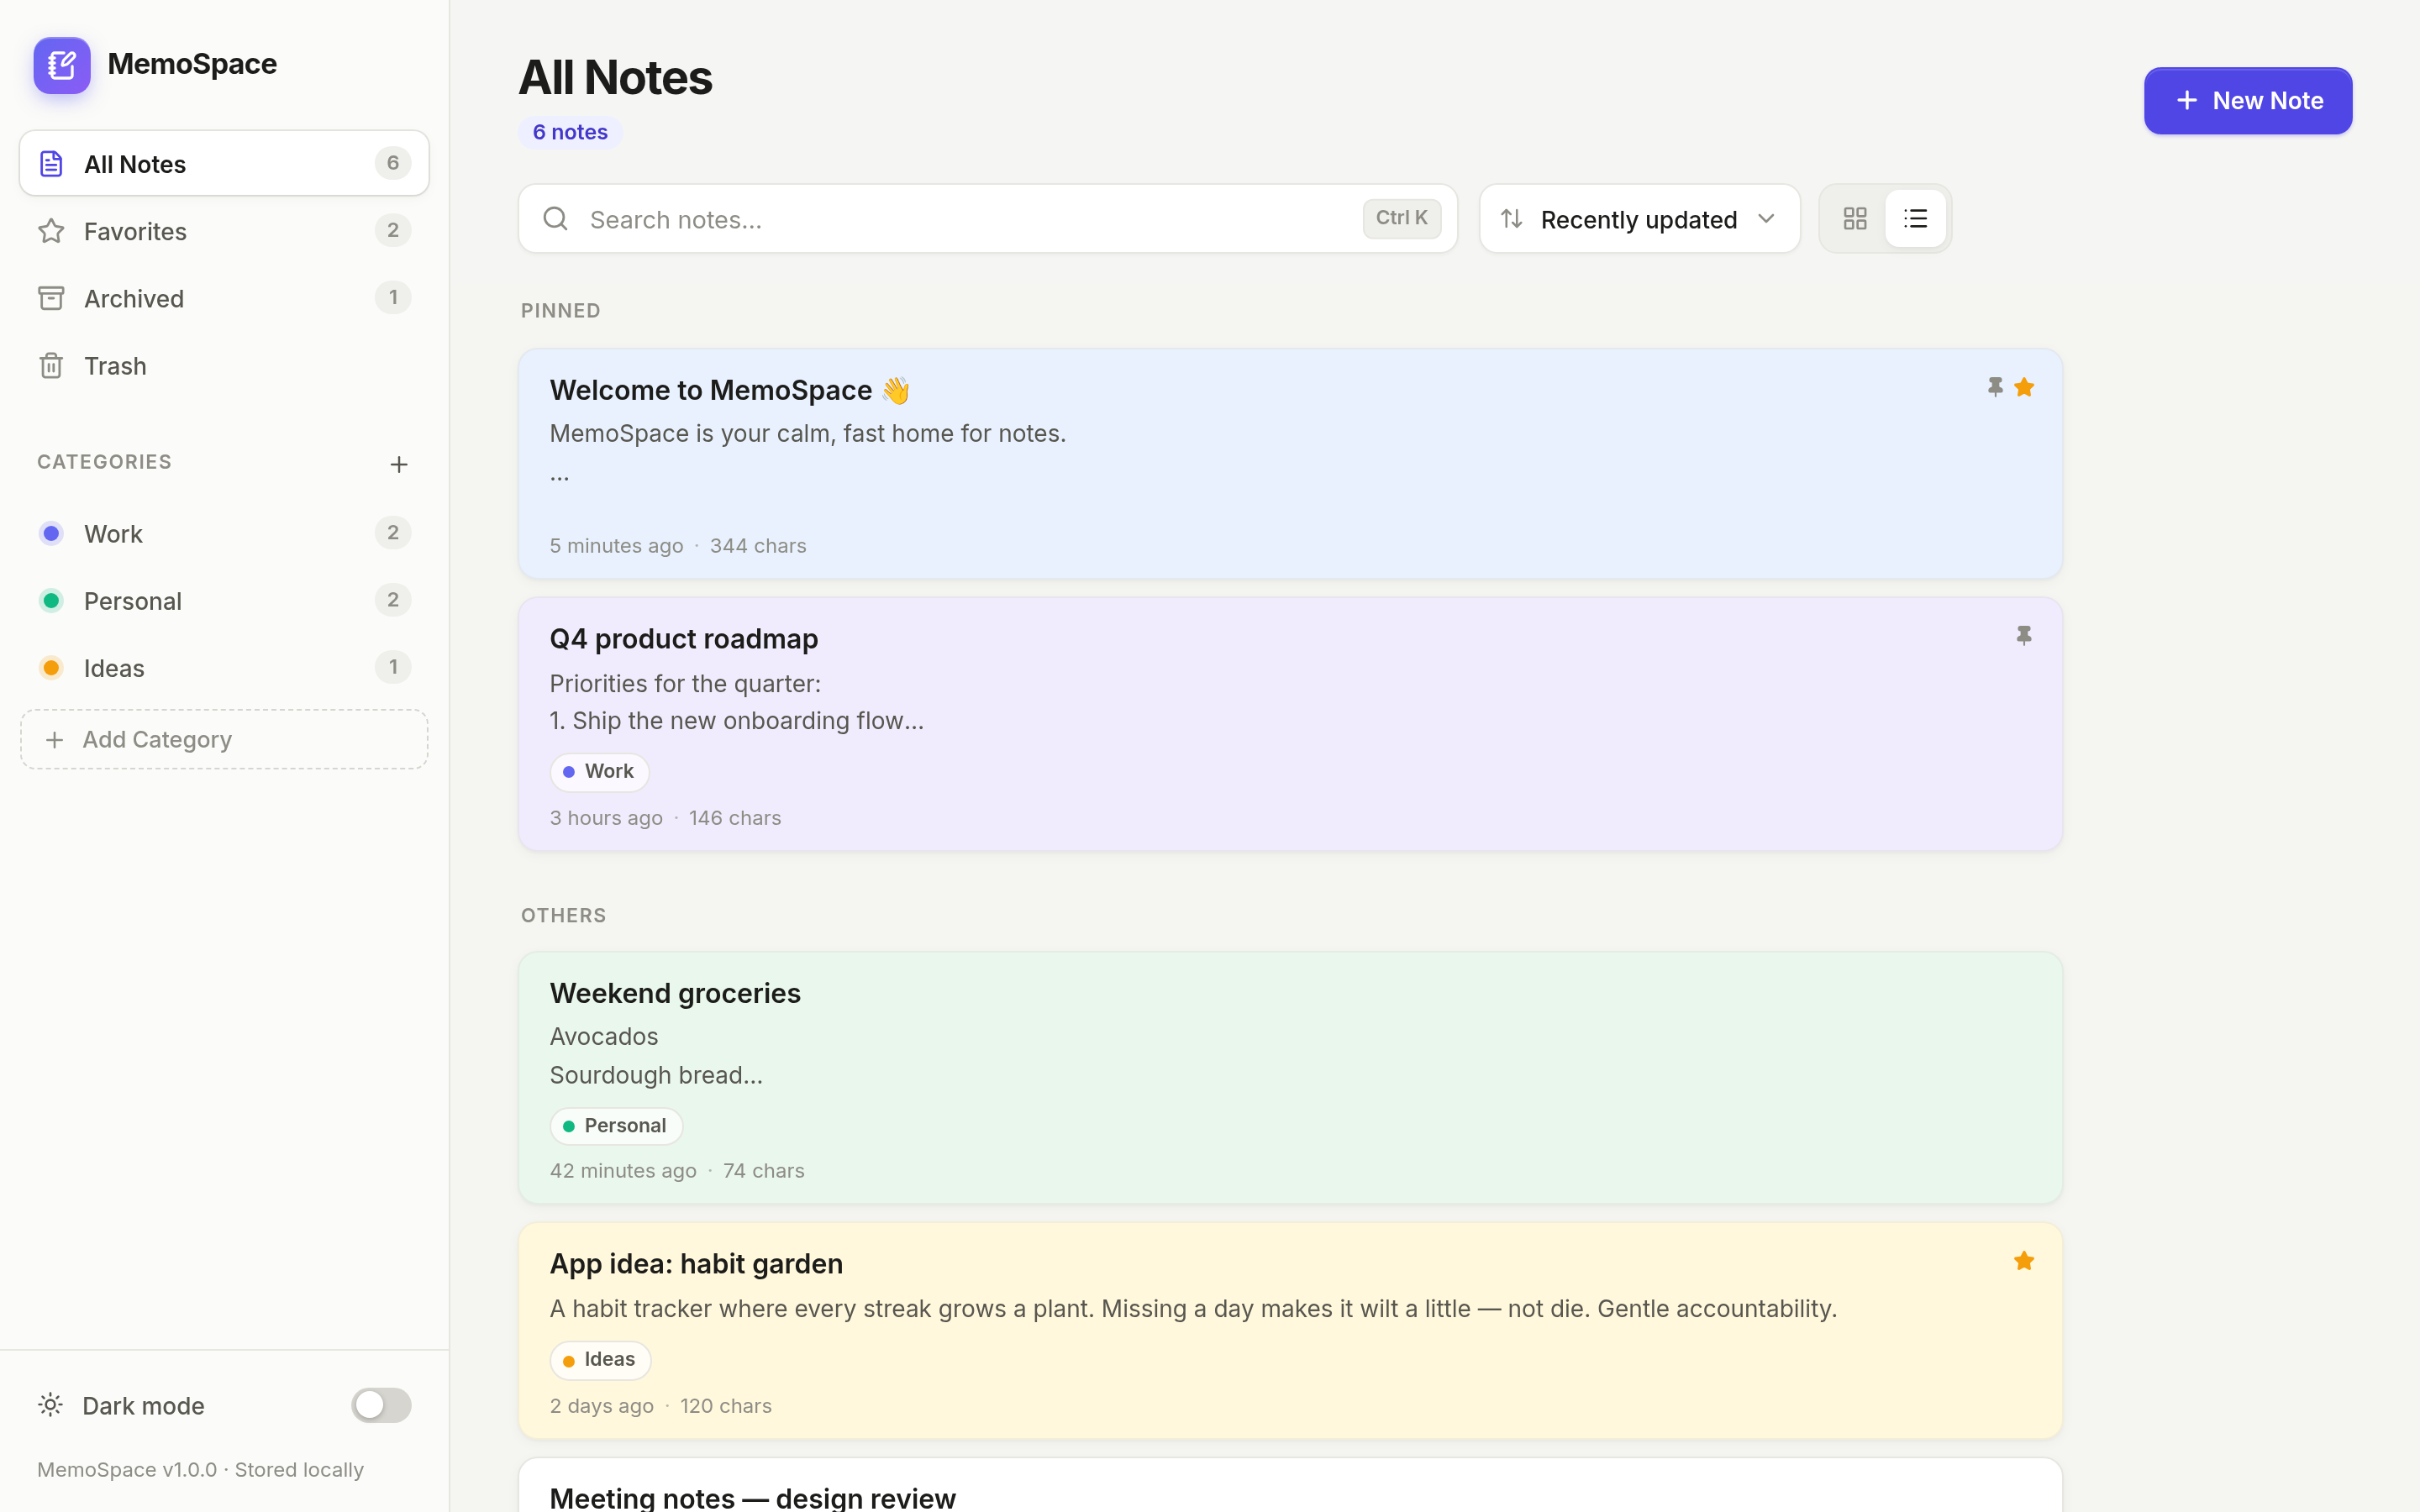 MemoSpace
All Notes 6
Favorites 2
Archived 1
Trash
CATEGORIES
Work 2
Personal 2
Ideas 1
Add Category
Dark mode
MemoSpace v1.0.0 · Stored locally
All Notes
6 notes
New Note
Search notes... Ctrl K
Recently updated
PINNED
Welcome to MemoSpace 👋
MemoSpace is your calm, fast home for notes.
...
5 minutes ago · 344 chars
Q4 product roadmap
Priorities for the quarter:
1. Ship the new onboarding flow...
Work
3 hours ago · 146 chars
OTHERS
Weekend groceries
Avocados
Sourdough bread...
Personal
42 minutes ago · 74 chars
App idea: habit garden
A habit tracker where every streak grows a plant. Missing a day makes it wilt a little — not die. Gentle accountability.
Ideas
2 days ago · 120 chars
Meeting notes — design review